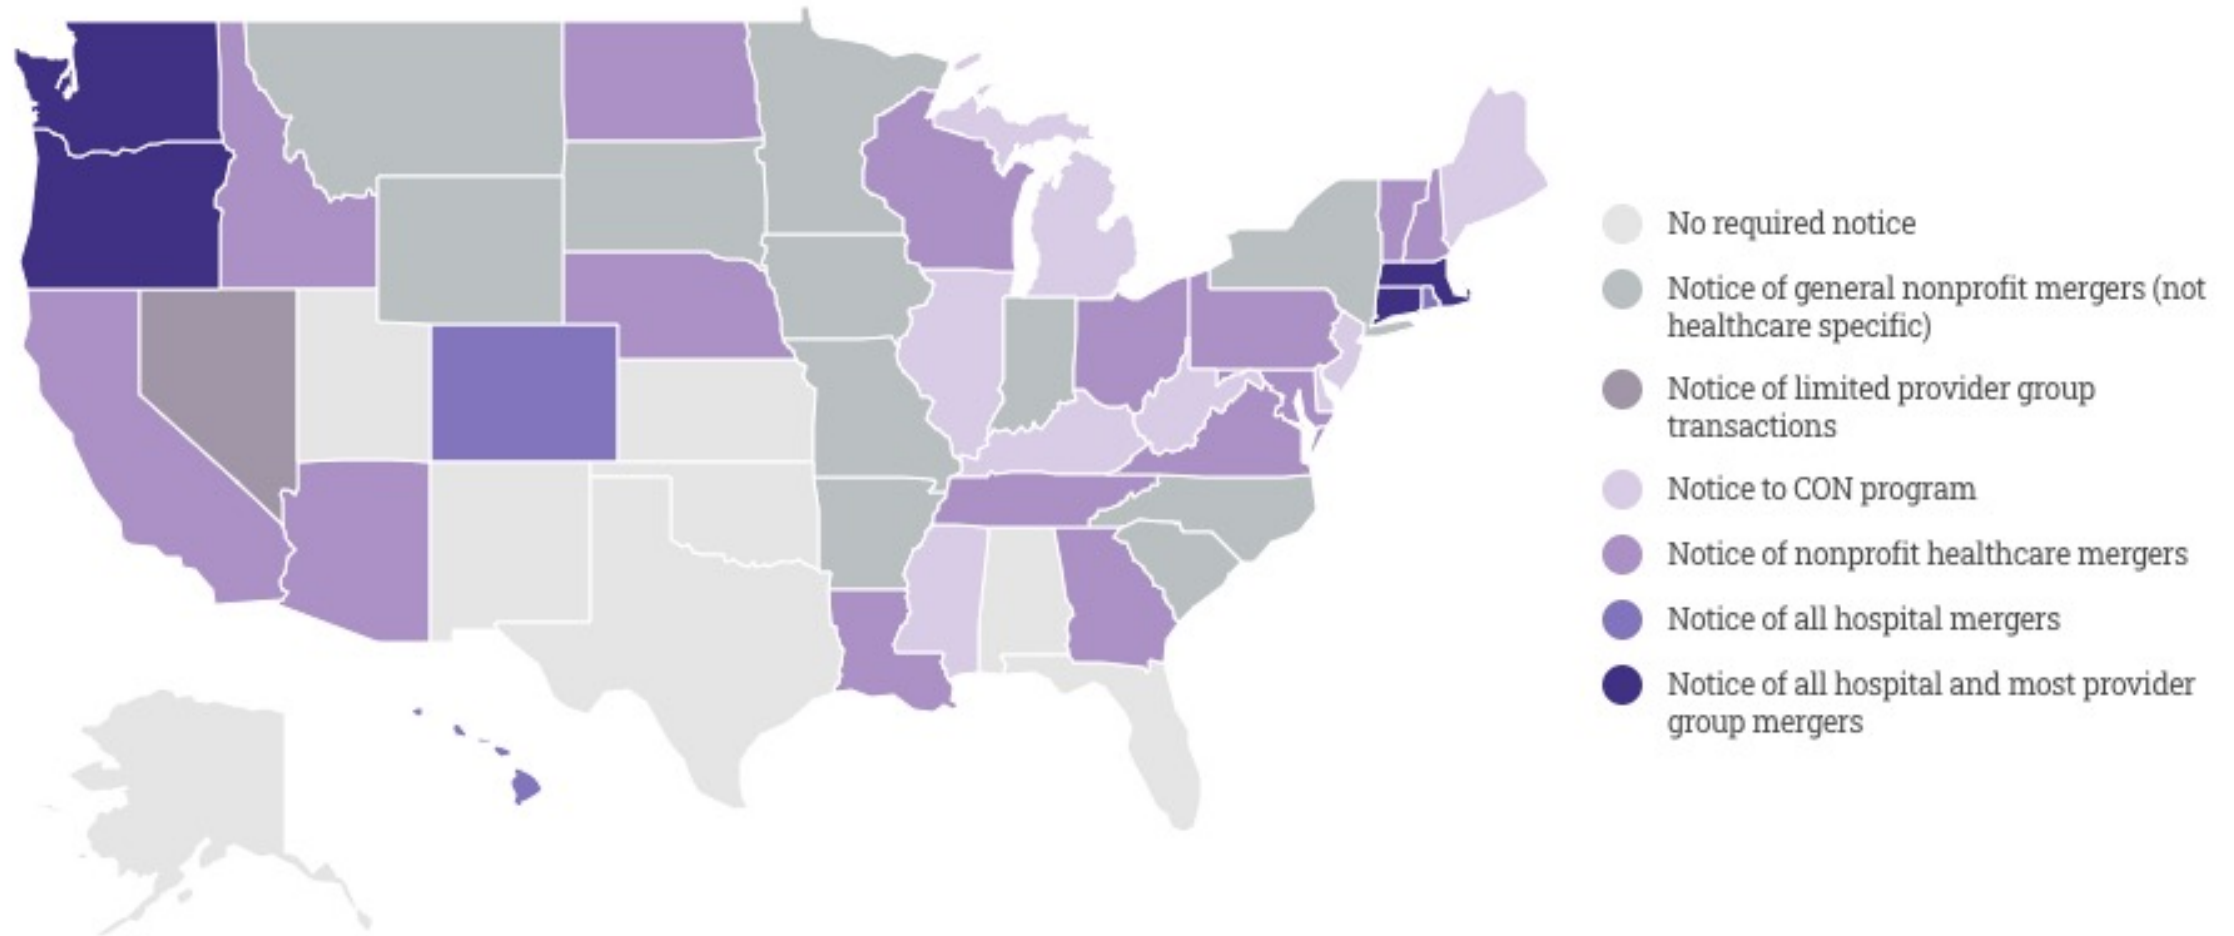 No required notice
Notice of general nonprofit mergers (not
healthcare specific)
Notice of limited provider group
transactions
Notice to CON program
Notice of nonprofit healthcare mergers
Notice of all hospital mergers
Notice of all hospital and most provider
group mergers